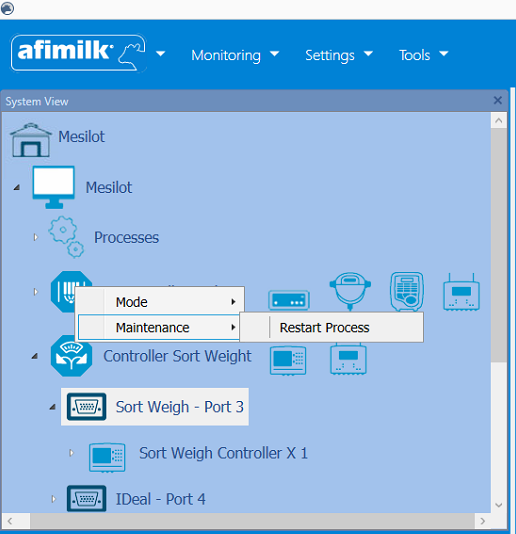 afimilk
Monitoring
Settings
Tools
System View
Mesilot
Mesilot
Processes
Mode
Maintenance
Restart Process
Controller Sort Weight
Sort Weigh - Port 3
Sort Weigh Controller X 1
IDeal - Port 4